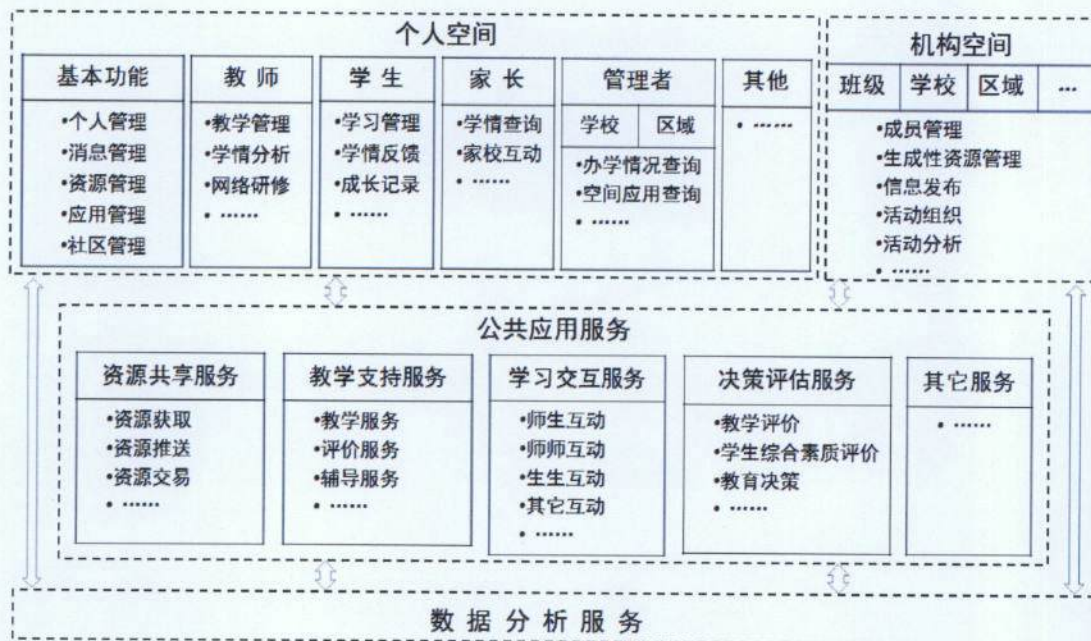 个人空间
基本功能
•个人管理
•消息管理
•资源管理
•应用管理
•社区管理
教师
•教学管理
•学情分析
•网络研修
• ……
学生
•学习管理
•学情反馈
•成长记录
• ……
家长
•学情查询
•家校互动
• ……
管理者
学校 区域
•办学情况查询
•空间应用查询
• ……
其他
• ……
机构空间
班级 学校 区域 …
•成员管理
•生成性资源管理
•信息发布
•活动组织
•活动分析
• ……
公共应用服务
资源共享服务
•资源获取
•资源推送
•资源交易
• ……
教学支持服务
•教学服务
•评价服务
•辅导服务
• ……
学习交互服务
•师生互动
•师师互动
•生生互动
•其它互动
• ……
决策评估服务
•教学评价
•学生综合素质评价
•教育决策
• ……
其它服务
• ……
数据分析服务